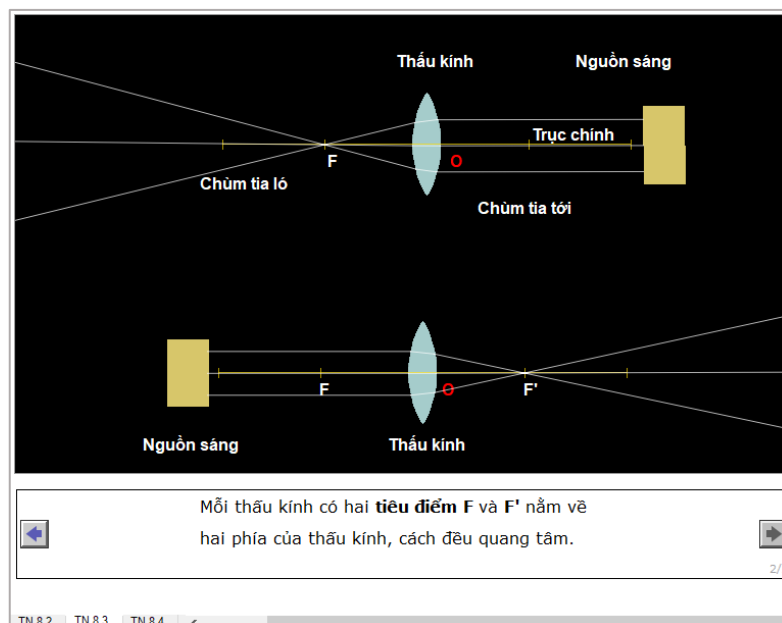 Thấu kính
Nguồn sáng
Trục chính
F
O
Chùm tia ló
Chùm tia tới
F
O
F'
Nguồn sáng
Thấu kính
Mỗi thấu kính có hai tiêu điểm F và F' nằm về
hai phía của thấu kính, cách đều quang tâm.
2/
TN 8.2 TN 8.3 TN 8.4